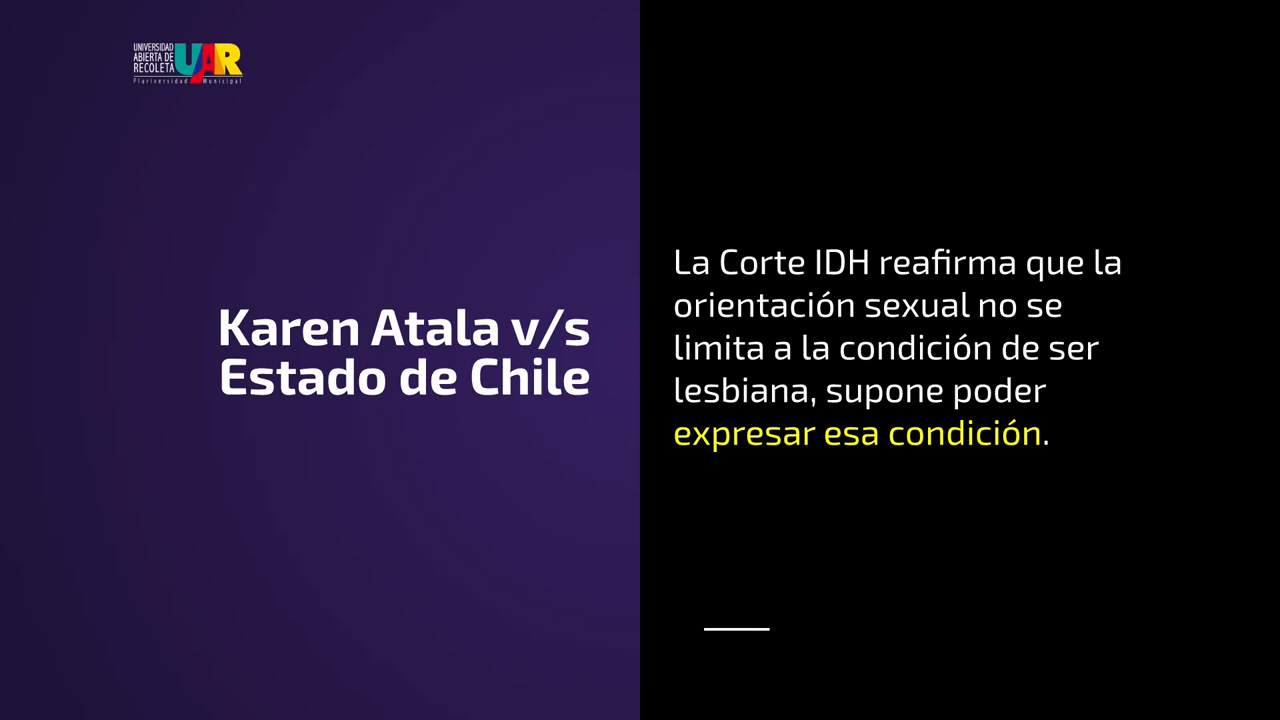 UNIVERSIDAD
ABIERTA DE
RECOLETA
UAR
Pluriversidad Municipal
Karen Atala v/s
Estado de Chile
La Corte IDH reafirma que la
orientación sexual no se
limita a la condición de ser
lesbiana, supone poder
expresar esa condición.